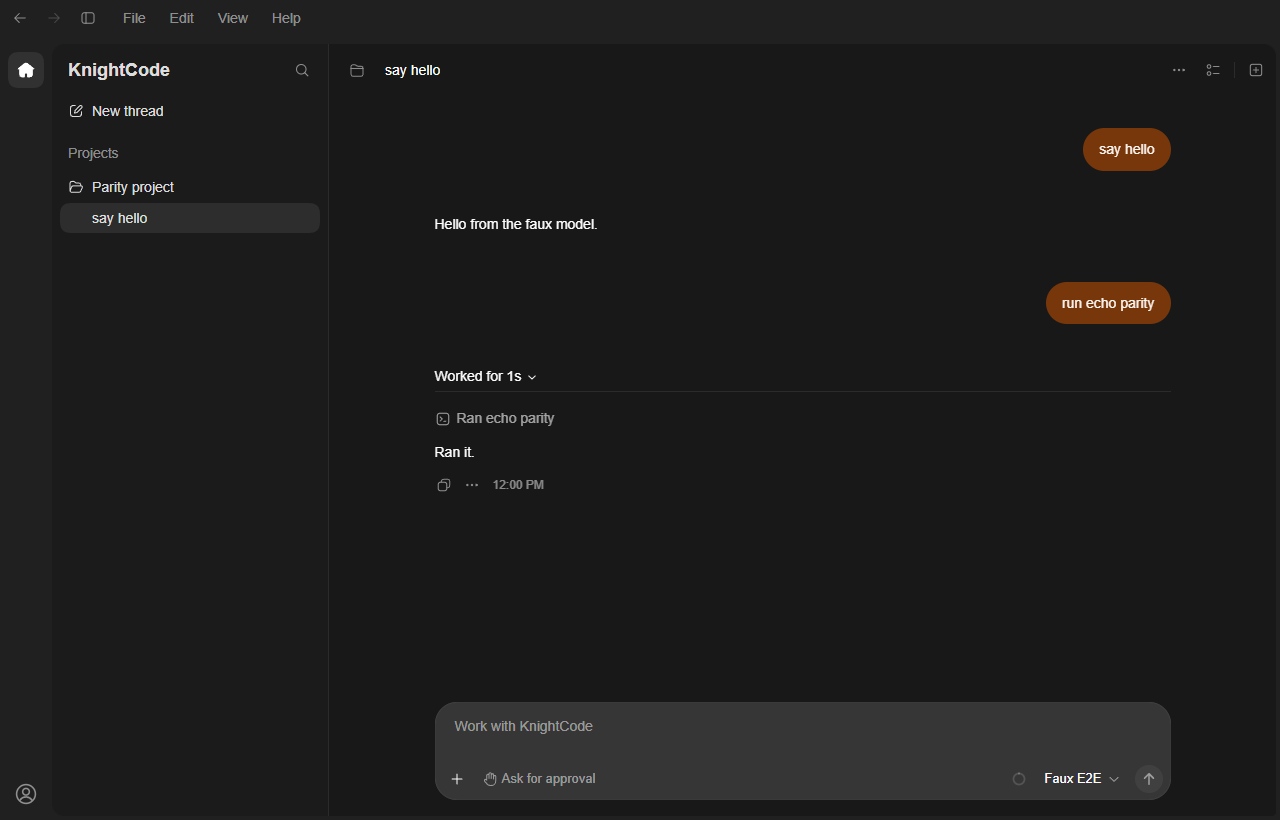 File Edit View Help
KnightCode
New thread
Projects
Parity project
say hello
say hello
say hello
Hello from the faux model.
run echo parity
Worked for 1s
Ran echo parity
Ran it.
12:00 PM
Work with KnightCode
Ask for approval
Faux E2E